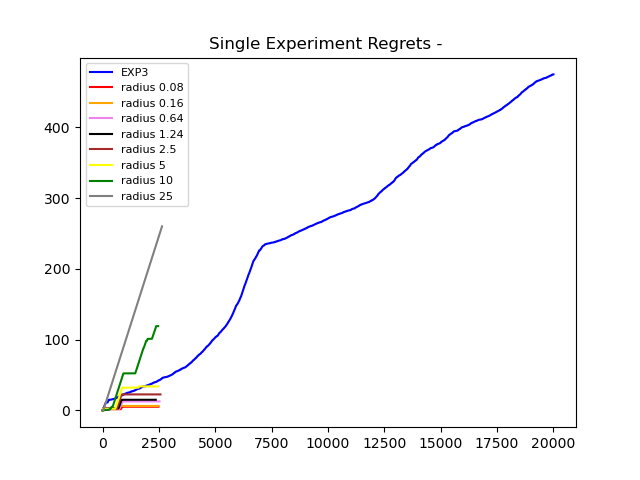 Single Experiment Regrets -
EXP3
radius 0.08
radius 0.16
radius 0.64
radius 1.24
radius 2.5
radius 5
radius 10
radius 25
400
300
200
100
0
0 2500 5000 7500 10000 12500 15000 17500 20000